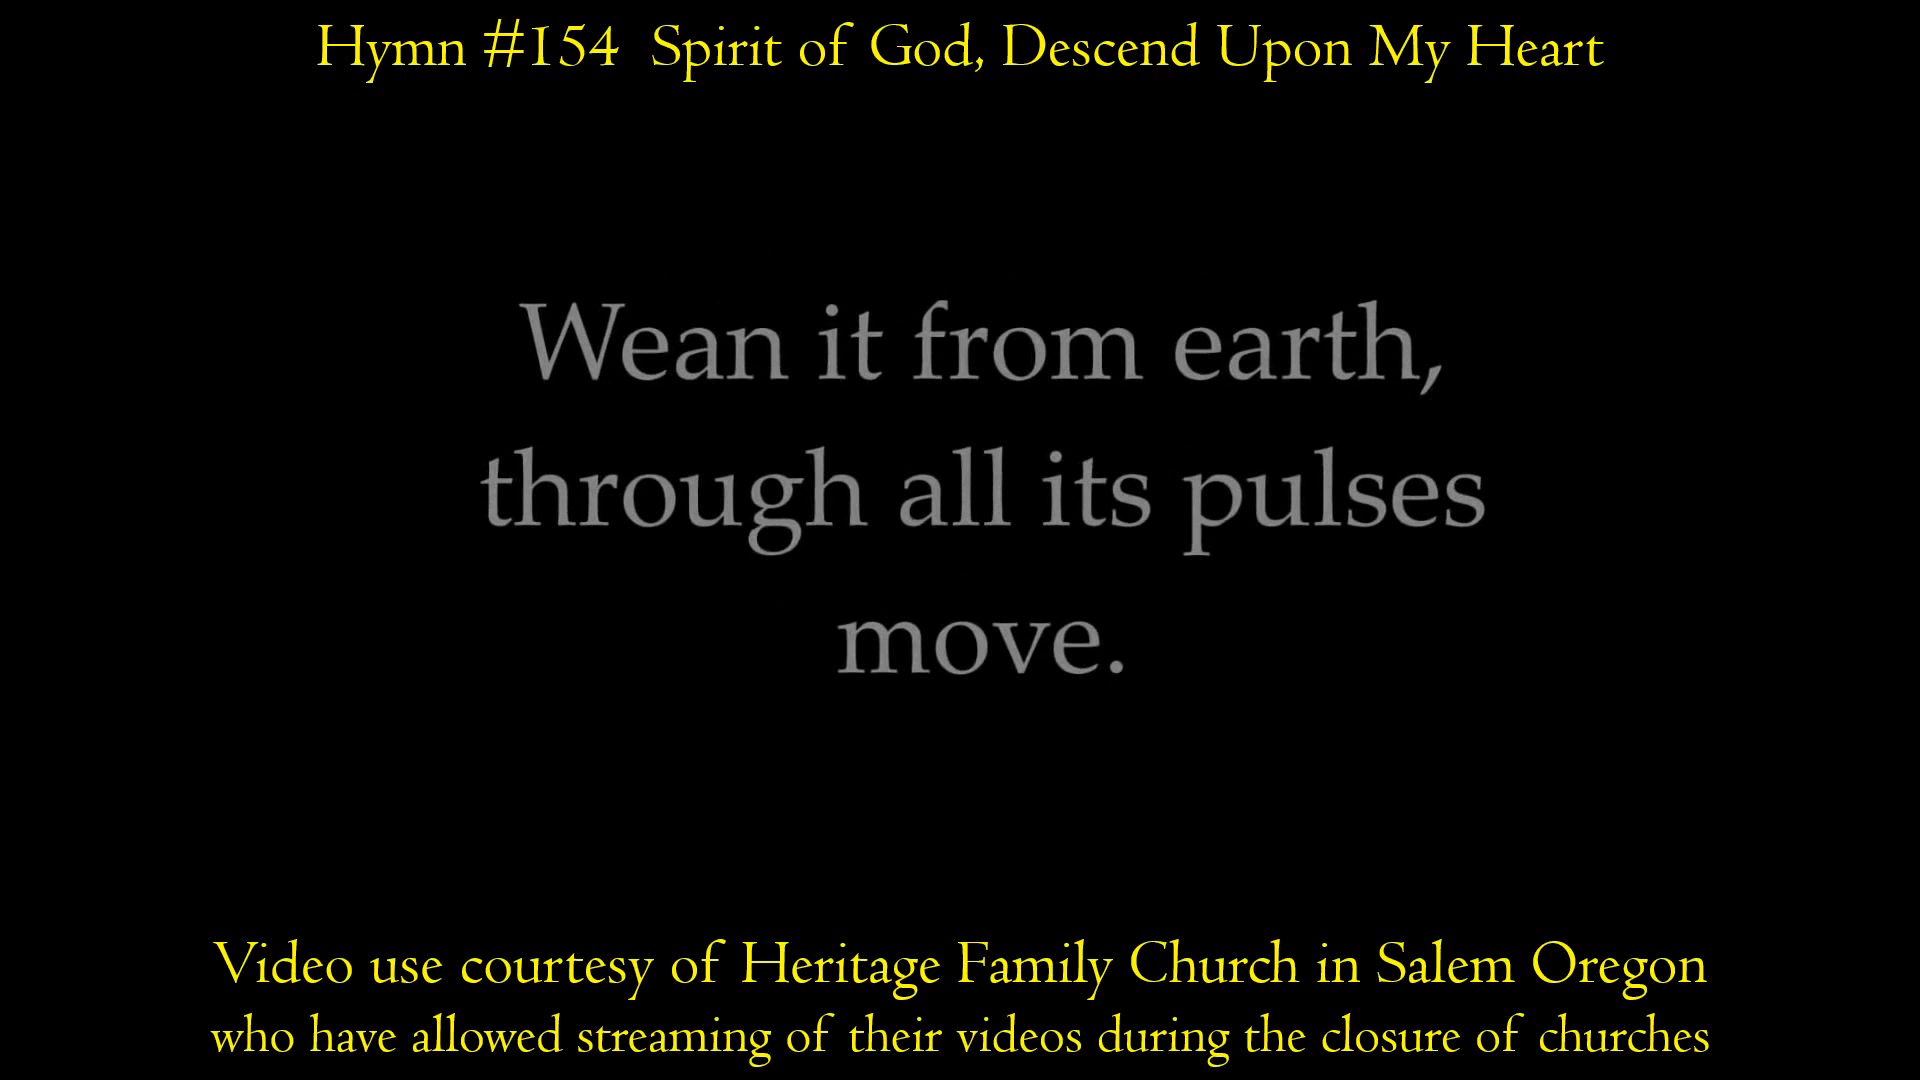 Hymn #154 Spirit of God, Descend Upon My Heart
Wean it from earth,
through all its pulses
move.
Video use courtesy of Heritage Family Church in Salem Oregon
who have allowed streaming of their videos during the closure of churches